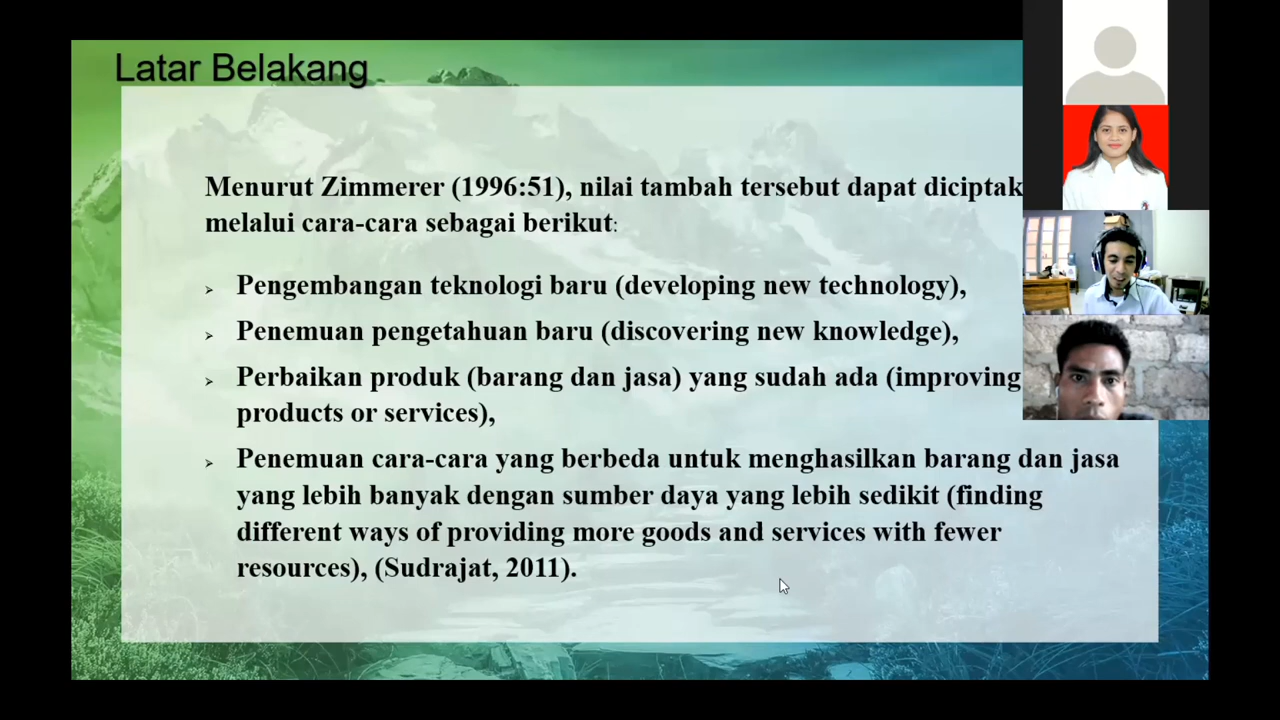 Latar Belakang
Menurut Zimmerer (1996:51), nilai tambah tersebut dapat diciptak
melalui cara-cara sebagai berikut:
Pengembangan teknologi baru (developing new technology),
Penemuan pengetahuan baru (discovering new knowledge),
Perbaikan produk (barang dan jasa) yang sudah ada (improving
products or services),
Penemuan cara-cara yang berbeda untuk menghasilkan barang dan jasa
yang lebih banyak dengan sumber daya yang lebih sedikit (finding
different ways of providing more goods and services with fewer
resources), (Sudrajat, 2011).